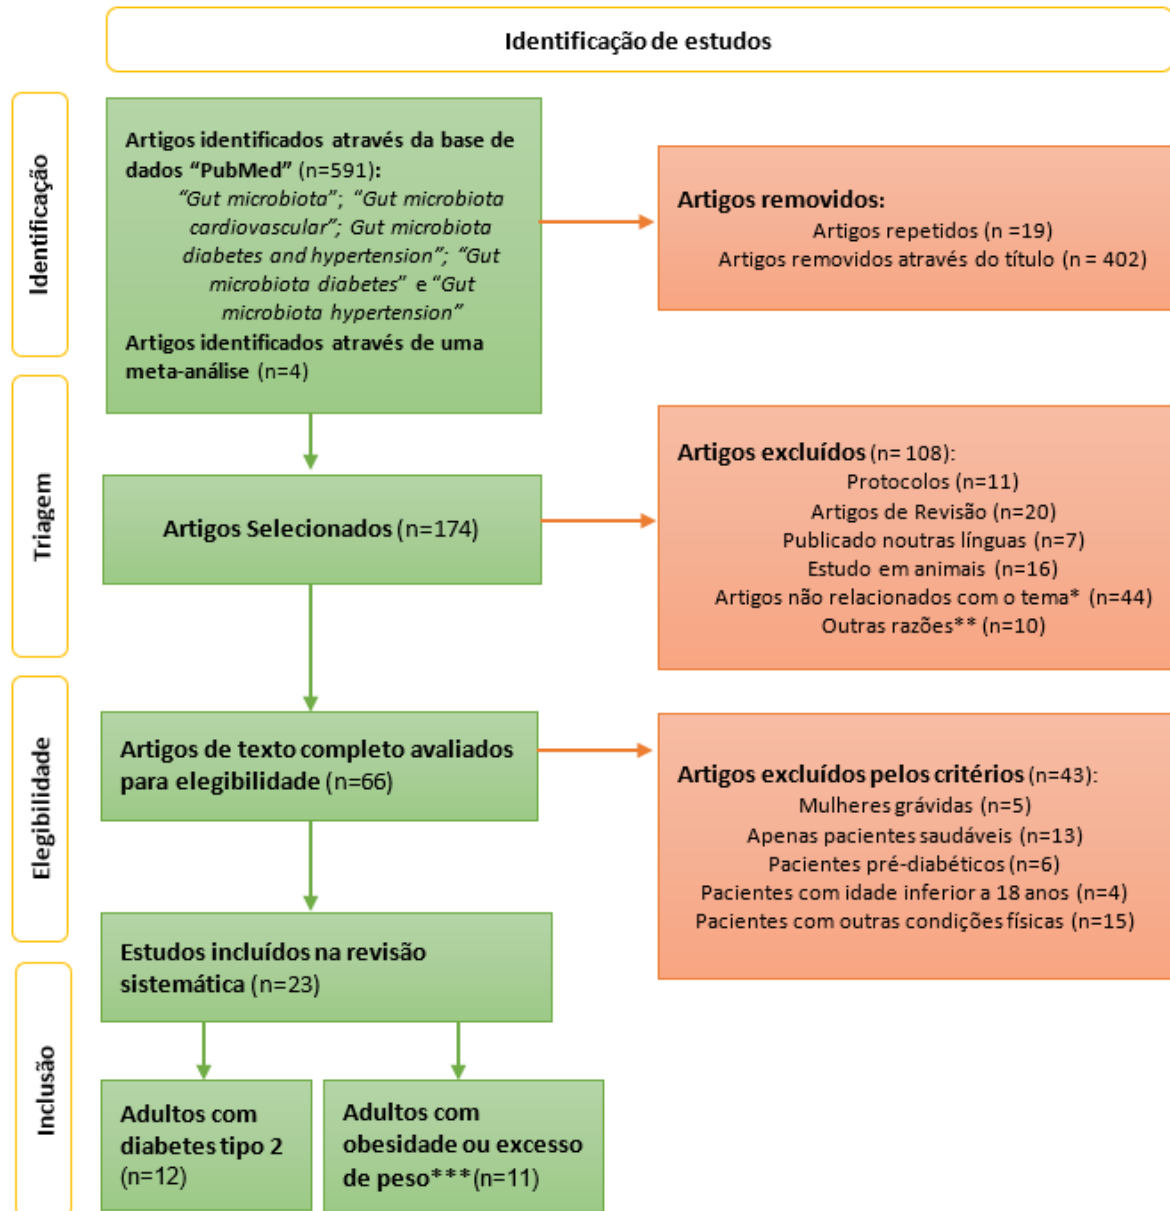 Identificação de estudos
Identificação
Artigos identificados através da base de
dados “PubMed” (n=591):
“Gut microbiota”; “Gut microbiota
cardiovascular”; Gut microbiota
diabetes and hypertension”; “Gut
microbiota diabetes” e “Gut
microbiota hypertension”
Artigos identificados através de uma
meta-análise (n=4)
Artigos removidos:
Artigos repetidos (n =19)
Artigos removidos através do título (n = 402)
Triagem
Artigos Selecionados (n=174)
Artigos excluídos (n= 108):
Protocolos (n=11)
Artigos de Revisão (n=20)
Publicado noutras línguas (n=7)
Estudo em animais (n=16)
Artigos não relacionados com o tema* (n=44)
Outras razões** (n=10)
Elegibilidade
Artigos de texto completo avaliados
para elegibilidade (n=66)
Artigos excluídos pelos critérios (n=43):
Mulheres grávidas (n=5)
Apenas pacientes saudáveis (n=13)
Pacientes pré-diabéticos (n=6)
Pacientes com idade inferior a 18 anos (n=4)
Pacientes com outras condições físicas (n=15)
Inclusão
Estudos incluídos na revisão
sistemática (n=23)
Adultos com
diabetes tipo 2
(n=12)
Adultos com
obesidade ou excesso
de peso***(n=11)